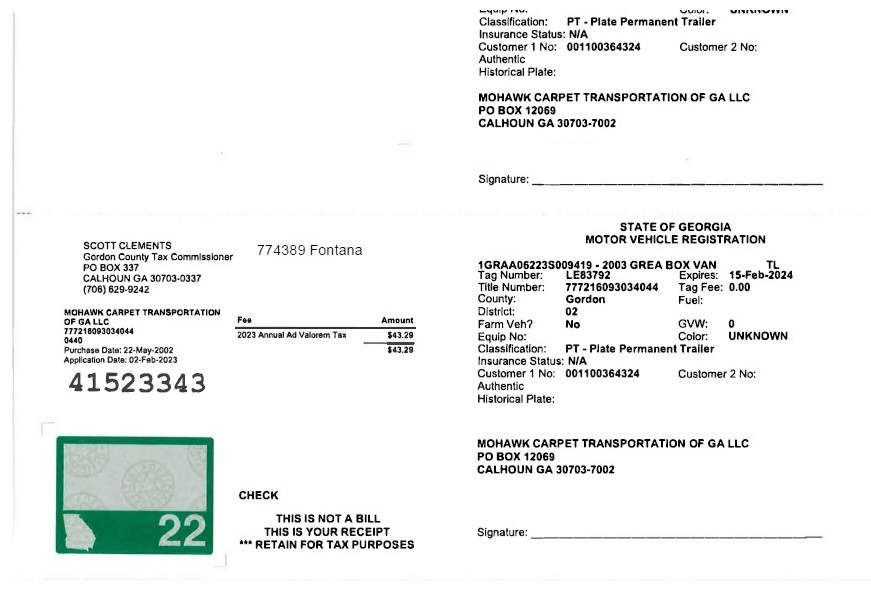 Equip No: Color: UNKNOWN
Classification: PT - Plate Permanent Trailer
Insurance Status: N/A
Customer 1 No: 001100364324 Customer 2 No:
Authentic
Historical Plate:
MOHAWK CARPET TRANSPORTATION OF GA LLC
PO BOX 12069
CALHOUN GA 30703-7002
Signature:
SCOTT CLEMENTS
Gordon County Tax Commissioner
PO BOX 337
CALHOUN GA 30703-0337
(706) 629-9242
774389 Fontana
MOHAWK CARPET TRANSPORTATION
OF GA LLC
777216093034044
0440
Purchase Date: 22-May-2002
Application Date: 02-Feb-2023
41523343
Fee Amount
2023 Annual Ad Valorem Tax $43.29
$43.29
22
CHECK
THIS IS NOT A BILL
THIS IS YOUR RECEIPT
*** RETAIN FOR TAX PURPOSES
STATE OF GEORGIA
MOTOR VEHICLE REGISTRATION
1GRAA06223S009419 - 2003 GREA BOX VAN TL
Tag Number: LE83792 Expires: 15-Feb-2024
Title Number: 777216093034044 Tag Fee: 0.00
County: Gordon Fuel:
District: 02
Farm Veh? No GVW: 0
Equip No: Color: UNKNOWN
Classification: PT - Plate Permanent Trailer
Insurance Status: N/A
Customer 1 No: 001100364324 Customer 2 No:
Authentic
Historical Plate:
MOHAWK CARPET TRANSPORTATION OF GA LLC
PO BOX 12069
CALHOUN GA 30703-7002
Signature: